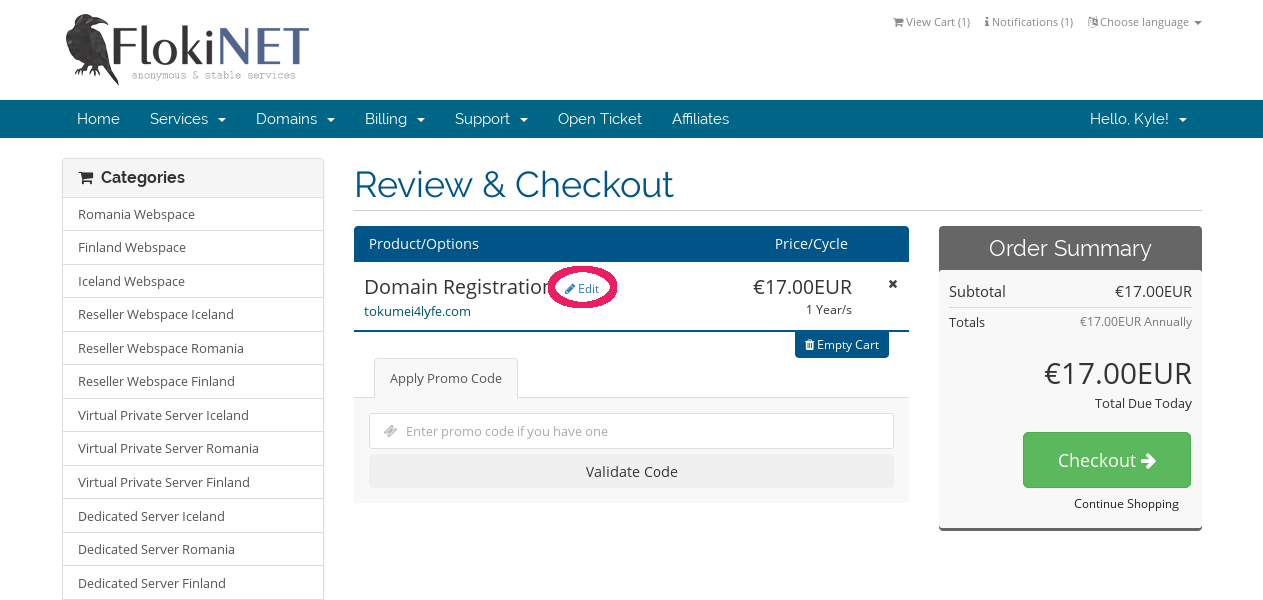 FlokiNET
anonymous & stable services
View Cart (1) Notifications (1) Choose language
Home Services Domains Billing Support Open Ticket Affiliates Hello, Kyle!
Categories
Romania Webspace
Finland Webspace
Iceland Webspace
Reseller Webspace Iceland
Reseller Webspace Romania
Reseller Webspace Finland
Virtual Private Server Iceland
Virtual Private Server Romania
Virtual Private Server Finland
Dedicated Server Iceland
Dedicated Server Romania
Dedicated Server Finland
Review & Checkout
Product/Options Price/Cycle
Domain Registration Edit €17.00EUR
tokumei4lyfe.com 1 Year/s
Empty Cart
Apply Promo Code
Enter promo code if you have one
Validate Code
Order Summary
Subtotal €17.00EUR
Totals €17.00EUR Annually
€17.00EUR
Total Due Today
Checkout
Continue Shopping